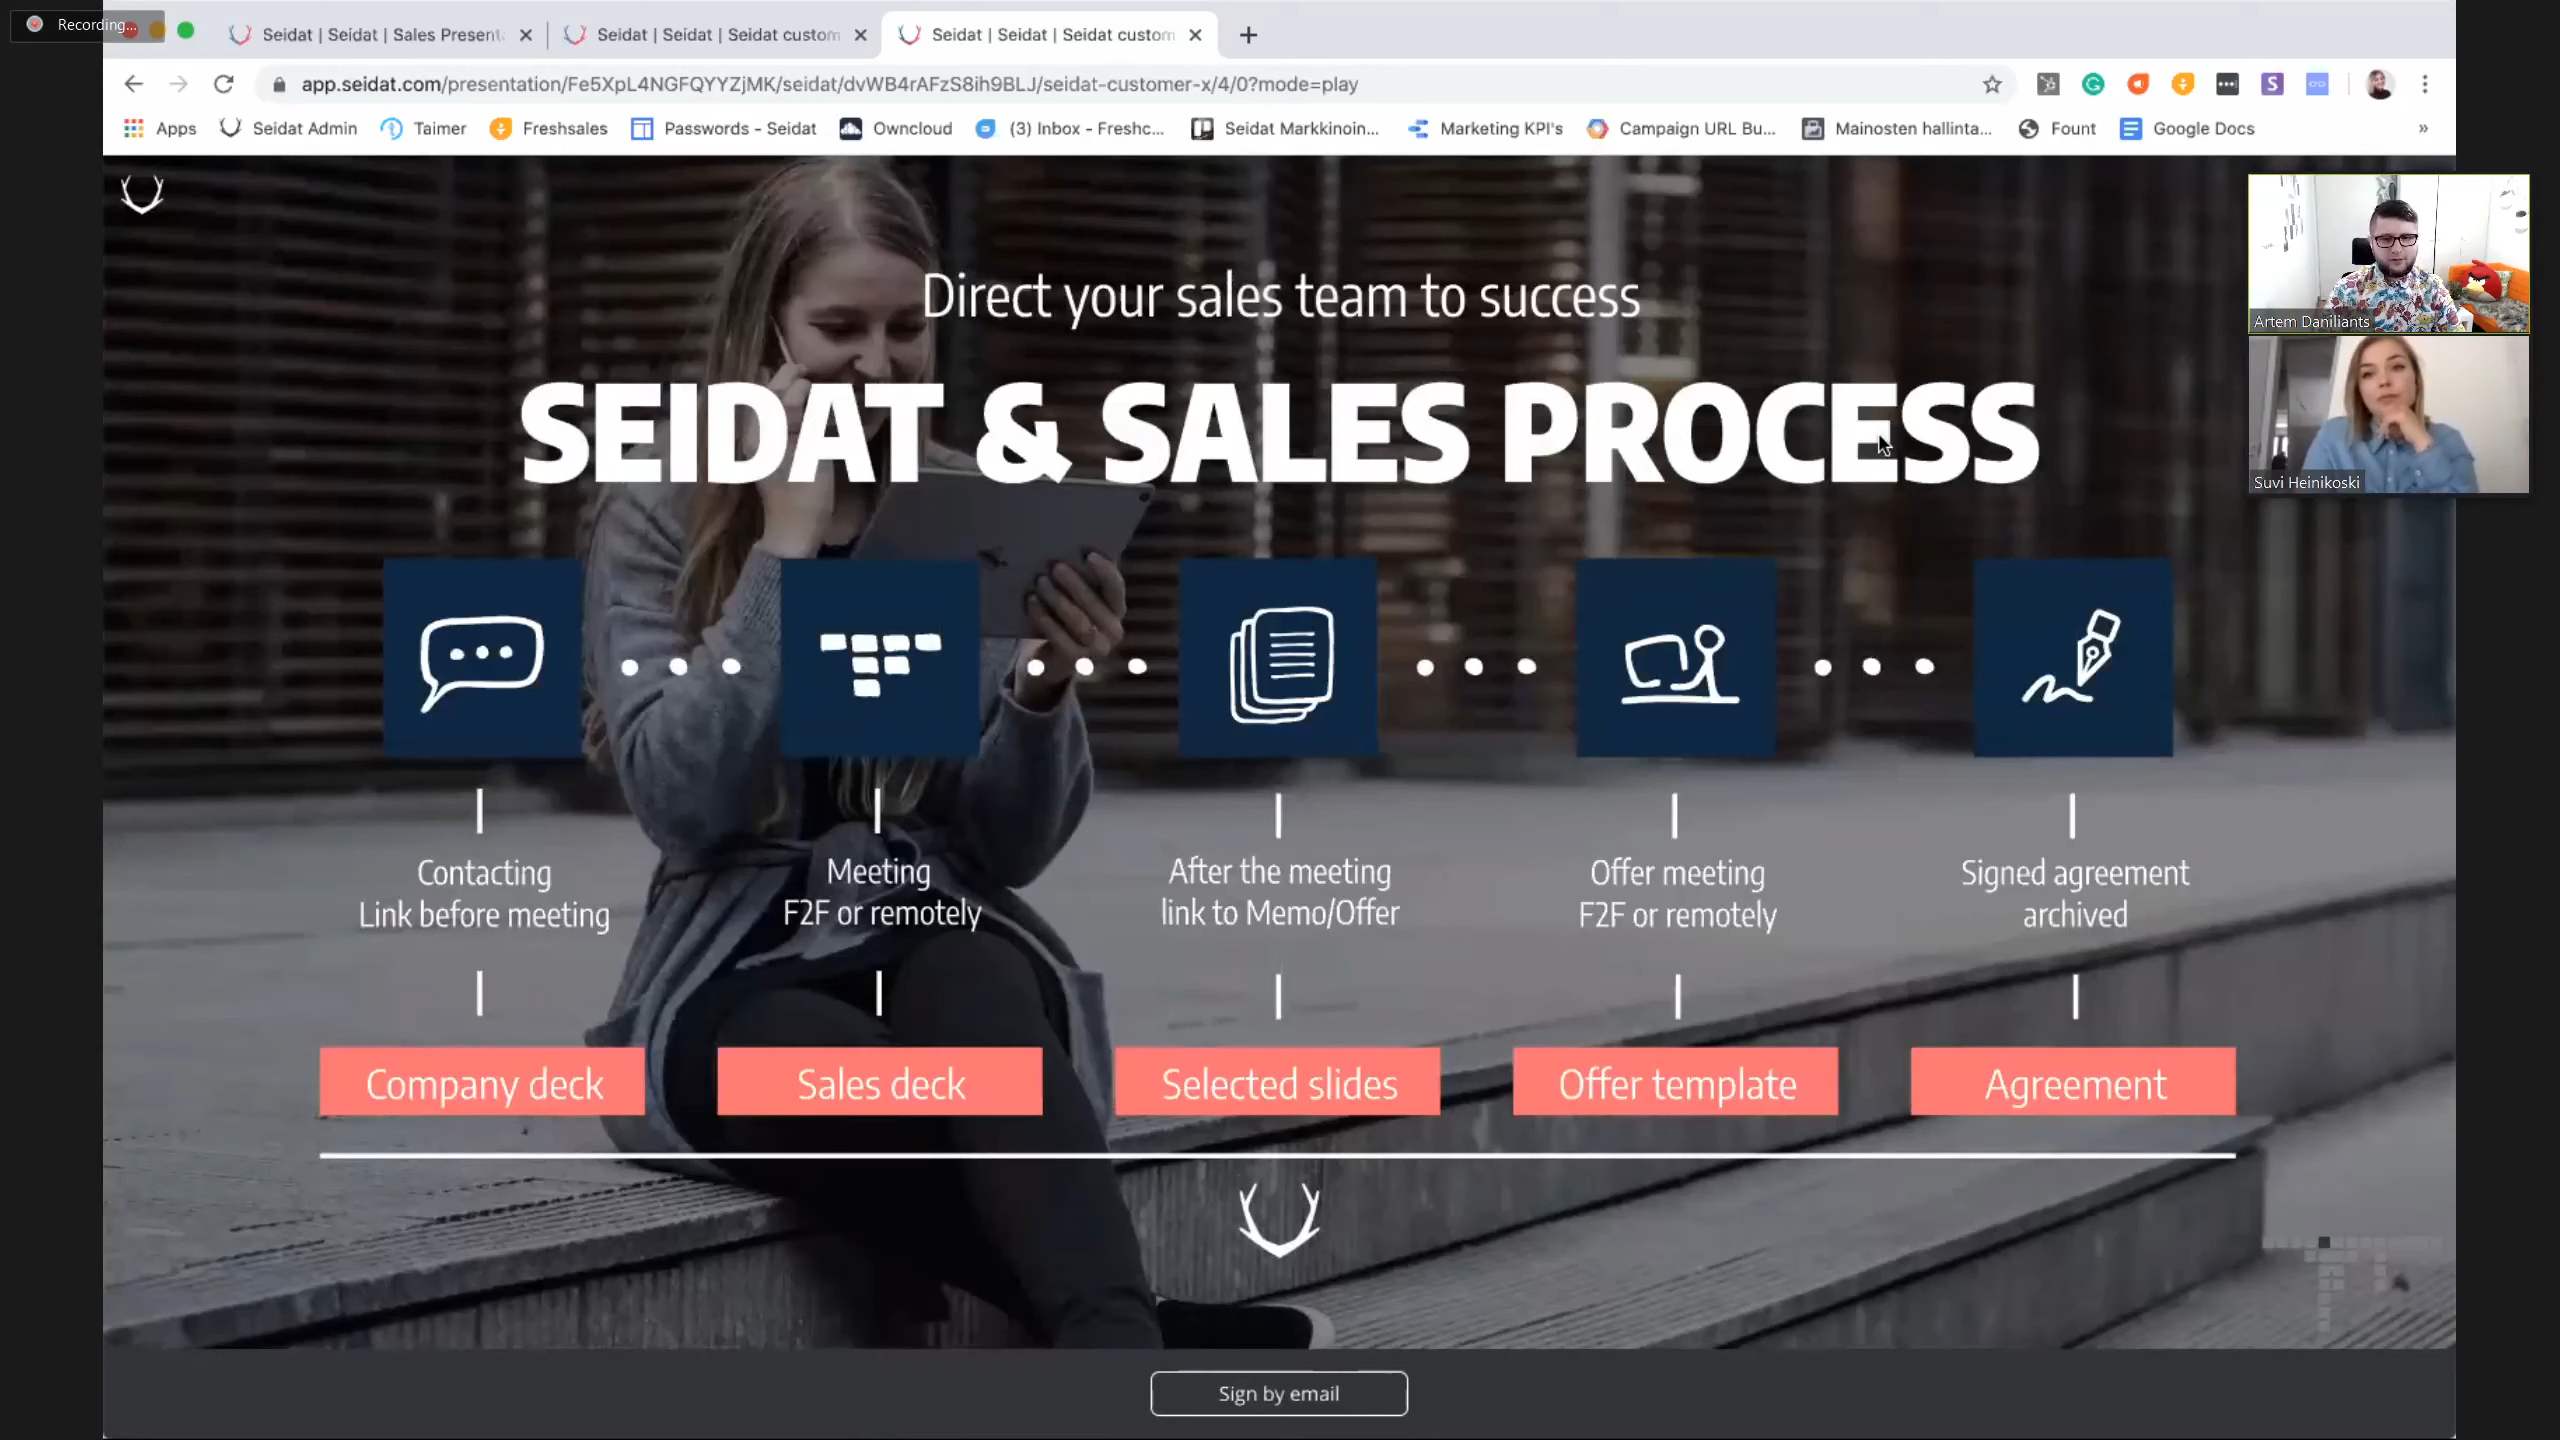 Recording...
Seidat | Seidat | Sales Present
Seidat | Seidat | Seidat custom
Seidat | Seidat | Seidat custom
app.seidat.com/presentation/Fe5XpL4NGFQYYZjMK/seidat/dvWB4rAFzS8ih9BLJ/seidat-customer-x/4/0?mode=play
Apps Seidat Admin Taimer Freshsales Passwords - Seidat Owncloud (3) Inbox - Freshc... Seidat Markkinoin... Marketing KPI's Campaign URL Bu... Mainosten hallinta... Fount Google Docs »
Artem Daniliants
Suvi Heinikoski
Direct your sales team to success
SEIDAT & SALES PROCESS
Contacting
Link before meeting
Meeting
F2F or remotely
After the meeting
link to Memo/Offer
Offer meeting
F2F or remotely
Signed agreement
archived
Company deck
Sales deck
Selected slides
Offer template
Agreement
Sign by email